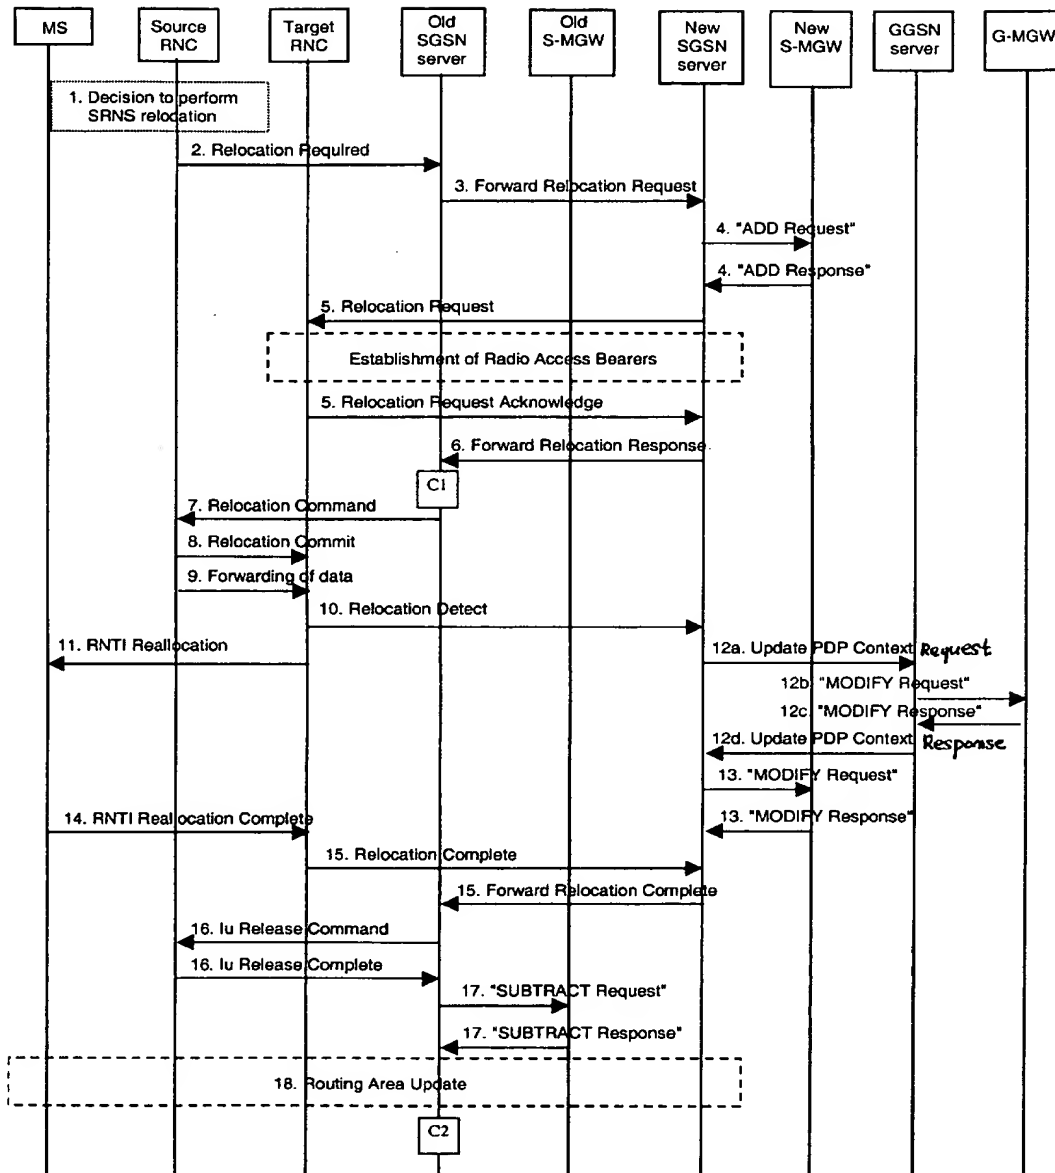 MS
Source
RNC
Target
RNC
Old
SGSN
server
Old
S-MGW
New
SGSN
server
New
S-MGW
GGSN
server
G-MGW
1. Decision to perform
SRNS relocation
2. Relocation Required
3. Forward Relocation Request
4. "ADD Request"
4. "ADD Response"
5. Relocation Request
Establishment of Radio Access Bearers
5. Relocation Request Acknowledge
6. Forward Relocation Response
C1
7. Relocation Command
8. Relocation Commit
9. Forwarding of data
10. Relocation Detect
11. RNTI Reallocation
12a. Update PDP Context Request
12b. "MODIFY Request"
12c. "MODIFY Response"
12d. Update PDP Context Response
13. "MODIFY Request"
14. RNTI Reallocation Complete
13. "MODIFY Response"
15. Relocation Complete
15. Forward Relocation Complete
16. Iu Release Command
16. Iu Release Complete
17. "SUBTRACT Request"
17. "SUBTRACT Response"
18. Routing Area Update
C2